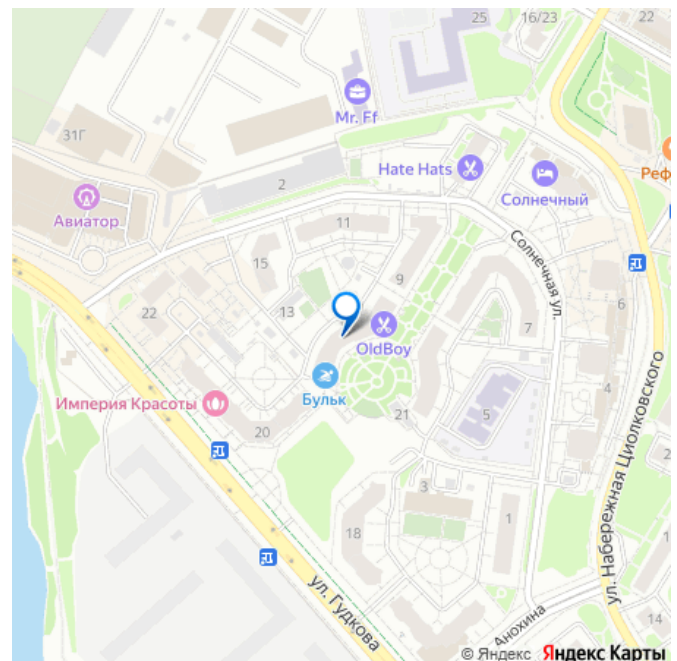 25
16/23
22
Mr. Ff
31Г
Hate Hats
2
Солнечный
Реф
Авиатор
11
Солнечная ул.
15
9
6
22
13
7
OldBoy
4
Империя Красоты
Бульк
21
5
20
ул. Набережная Циолковского
2
3
18
1
ул. Гудкова
Анохина
14
© Яндекс Яндекс Карты